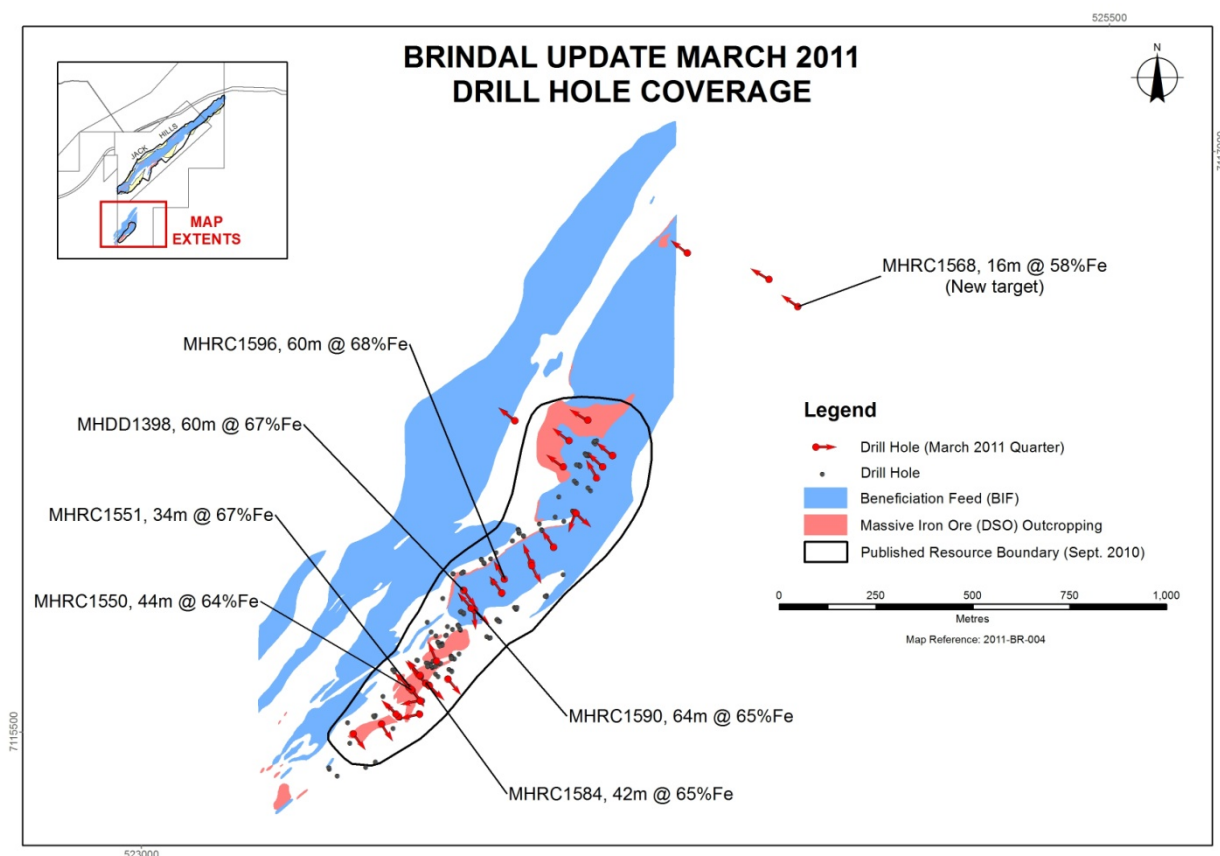 525500
BRINDAL UPDATE MARCH 2011
DRILL HOLE COVERAGE
N
7117000
JACK HILLS
MAP
EXTENTS
MHRC1568, 16m @ 58%Fe
(New target)
MHRC1596, 60m @ 68%Fe
MHDD1398, 60m @ 67%Fe
MHRC1551, 34m @ 67%Fe
MHRC1550, 44m @ 64%Fe
Legend
Drill Hole (March 2011 Quarter)
Drill Hole
Beneficiation Feed (BIF)
Massive Iron Ore (DSO) Outcropping
Published Resource Boundary (Sept. 2010)
0 250 500 750 1,000
Metres
Map Reference: 2011-BR-004
MHRC1590, 64m @ 65%Fe
7115500
MHRC1584, 42m @ 65%Fe
523000